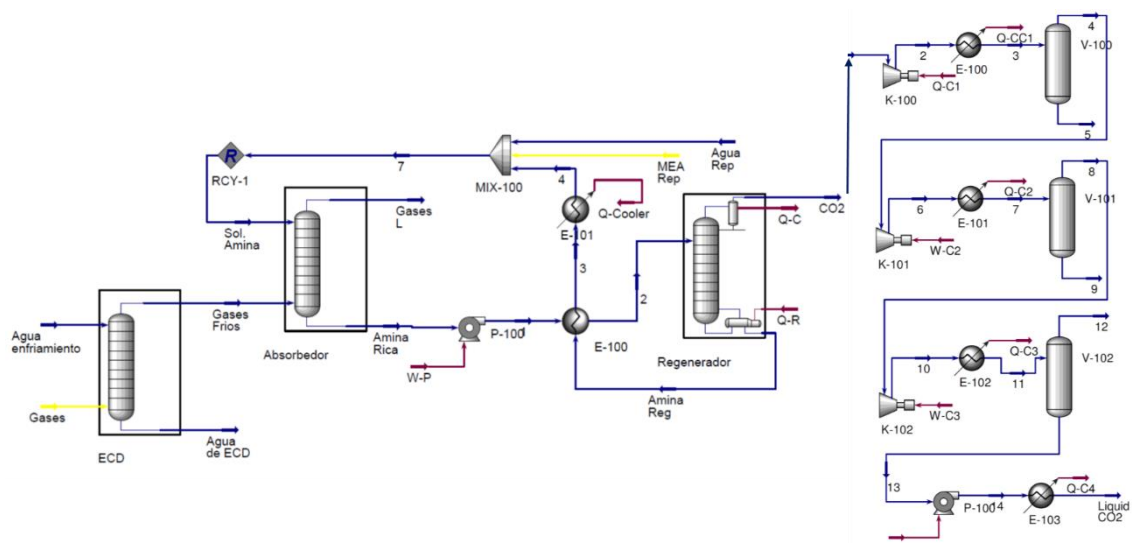 4
2
Q-CC1
3
V-100
E-100
K-100
Q-C1
5
Agua
Rep
7
MEA
Rep
4
RCY-1
MIX-100
Q-Cooler
CO2
Q-C
Gases
L
Sol.
Amina
E-101
3
2
8
6
Q-C2
7
V-101
E-101
K-101
W-C2
9
Gases
Frios
Agua
enfriamiento
Absorbedor
Amina
Rica
P-100
1
E-100
Q-R
Regenerador
W-P
Amina
Reg
Gases
Agua
de ECD
ECD
12
Q-C3
V-102
10
E-102
11
K-102
W-C3
13
P-100
14
Q-C4
E-103
Liquid
CO2
R